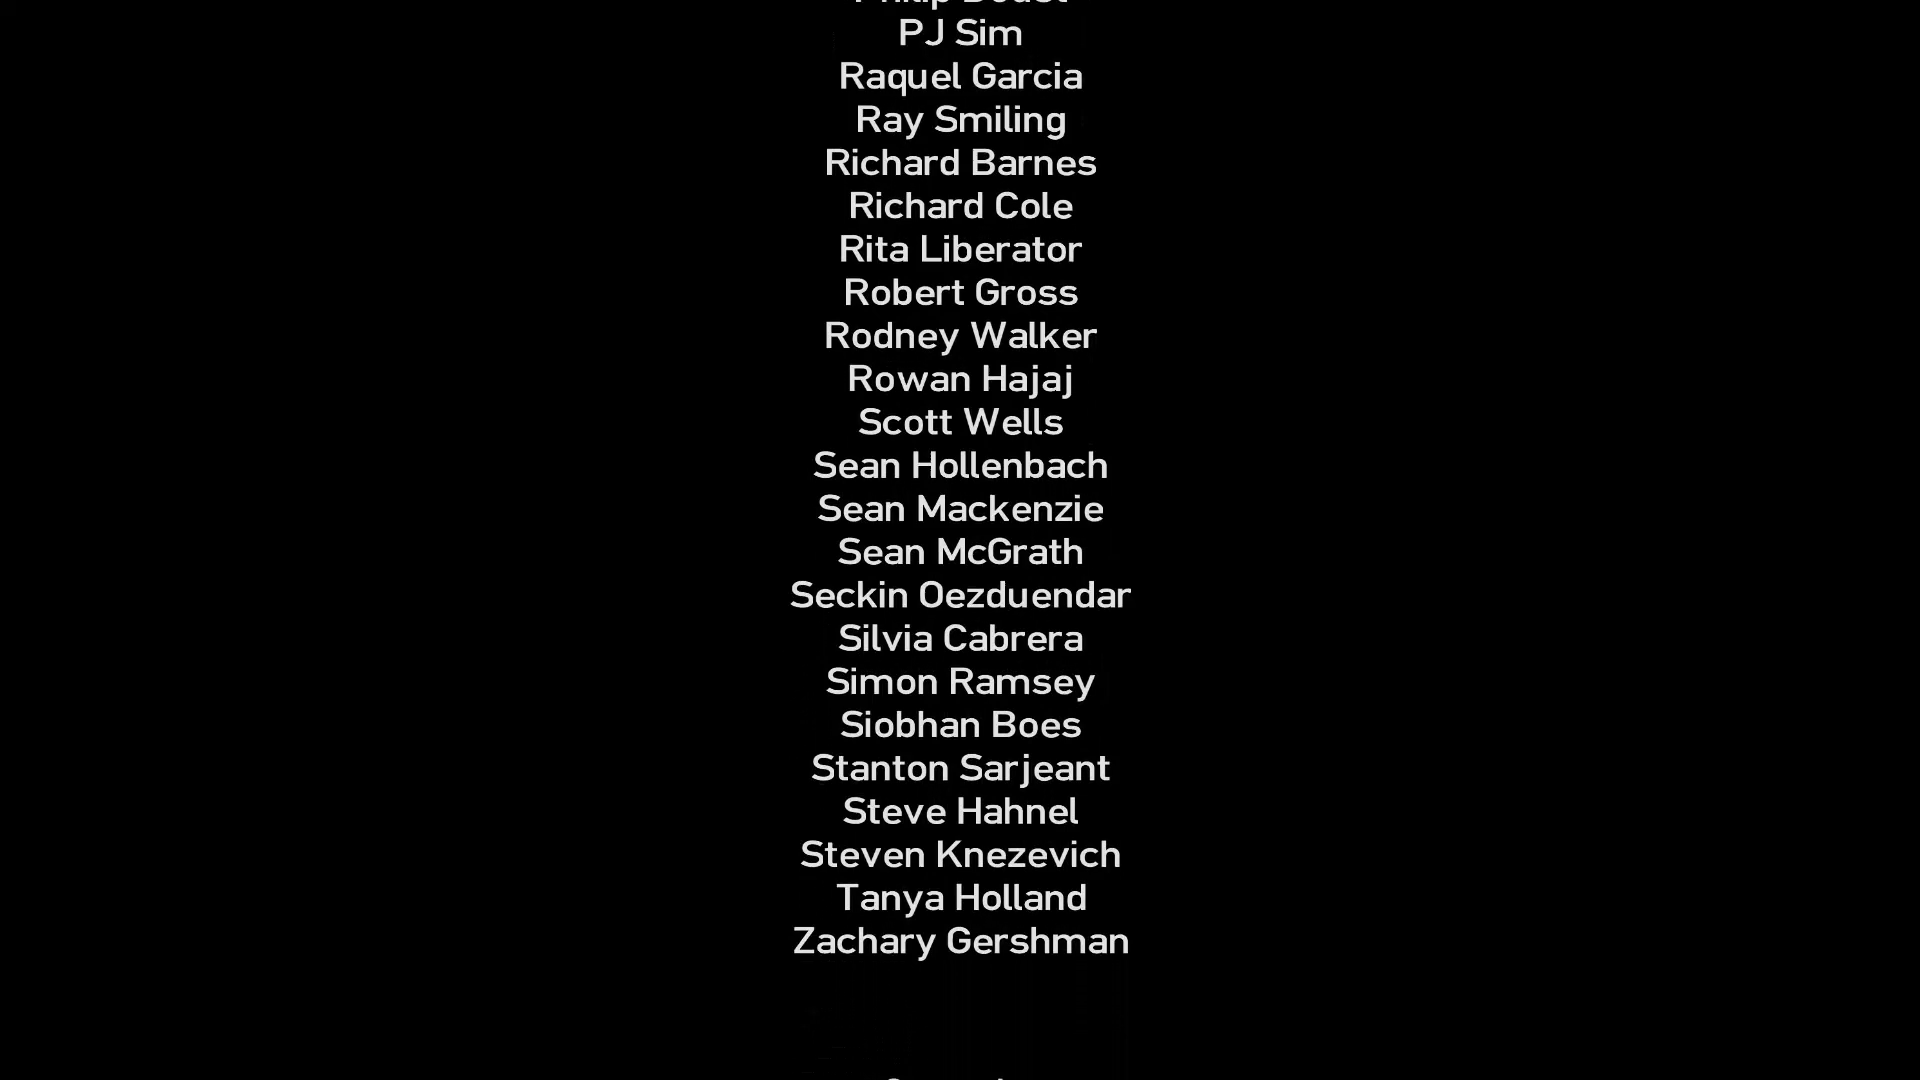 PJ Sim
Raquel Garcia
Ray Smiling
Richard Barnes
Richard Cole
Rita Liberator
Robert Gross
Rodney Walker
Rowan Hajaj
Scott Wells
Sean Hollenbach
Sean Mackenzie
Sean McGrath
Seckin Oezduendar
Silvia Cabrera
Simon Ramsey
Siobhan Boes
Stanton Sarjeant
Steve Hahnel
Steven Knezevich
Tanya Holland
Zachary Gershman